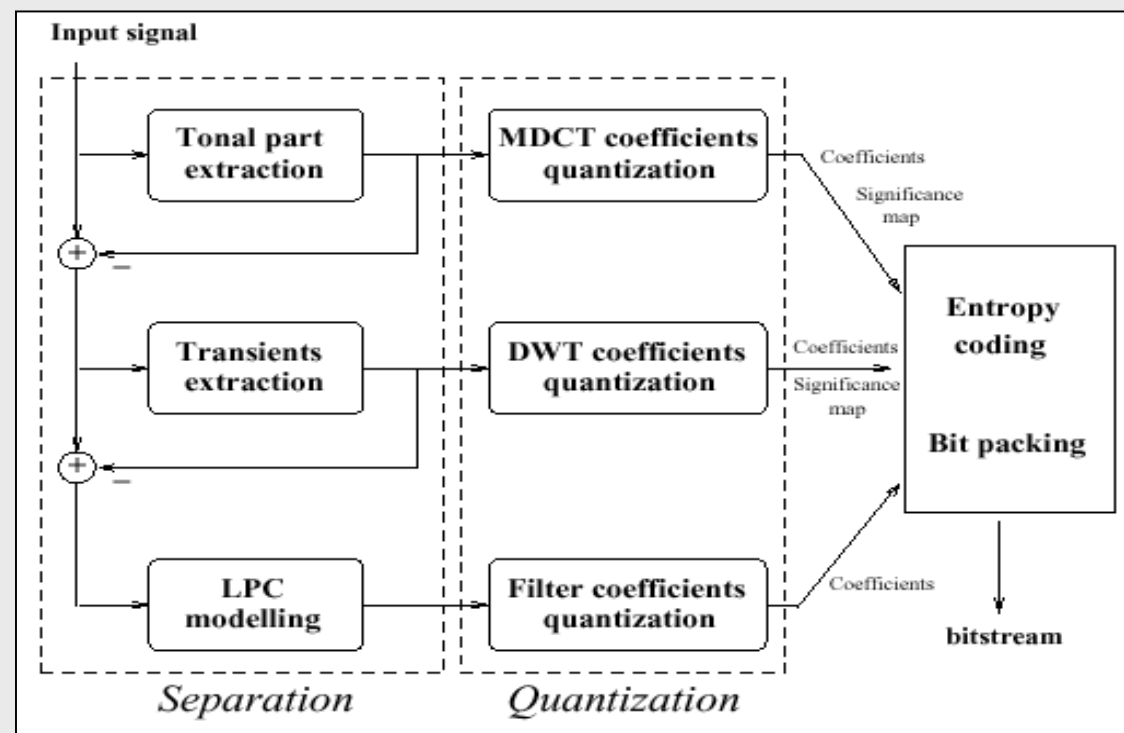 Input signal
Tonal part
extraction
MDCT coefficients
quantization
Coefficients
Significance
map
+
−
Transients
extraction
DWT coefficients
quantization
Coefficients
Significance
map
Entropy
coding
Bit packing
+
−
LPC
modelling
Filter coefficients
quantization
Coefficients
bitstream
Separation
Quantization